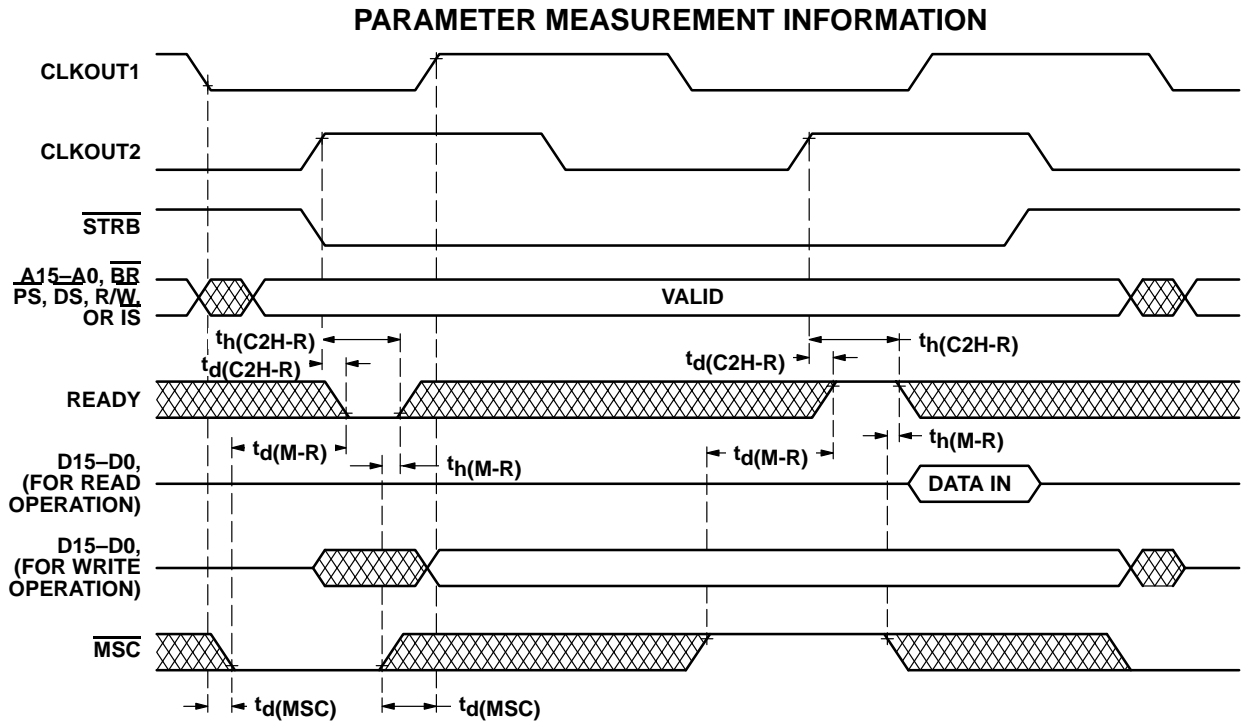 PARAMETER MEASUREMENT INFORMATION
CLKOUT1
CLKOUT2
STRB
A15–A0, BR
PS, DS, R/W,
OR IS
VALID
th(C2H-R)
th(C2H-R)
td(C2H-R)
td(C2H-R)
READY
td(M-R)
th(M-R)
td(M-R)
th(M-R)
D15–D0,
(FOR READ
OPERATION)
DATA IN
D15–D0,
(FOR WRITE
OPERATION)
MSC
td(MSC)
td(MSC)